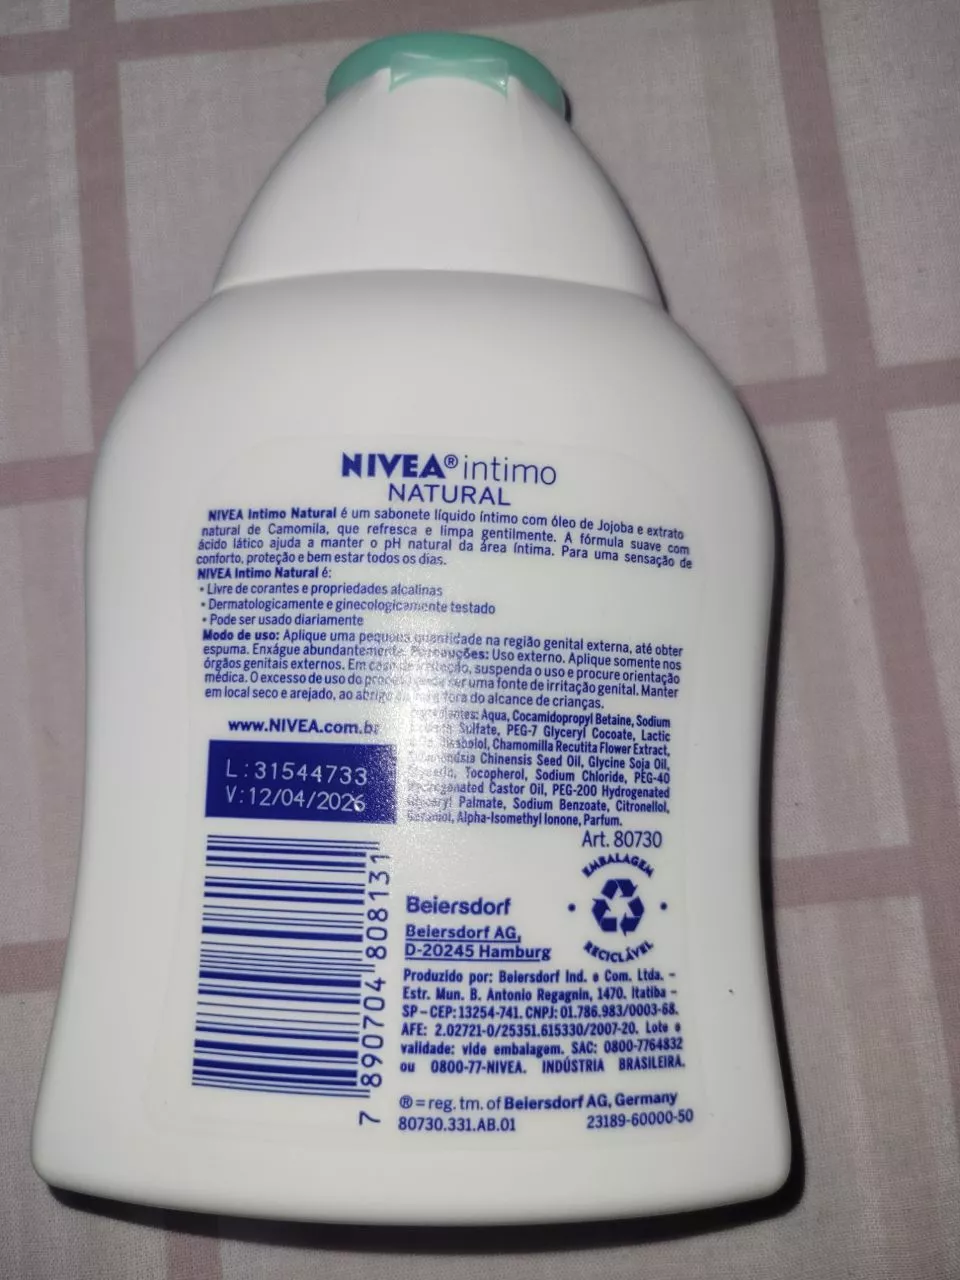 NIVEA® intimo
NATURAL
NIVEA Intimo Natural é um sabonete líquido íntimo com óleo de Jojoba e extrato
natural de Camomila, que refresca e limpa gentilmente. A fórmula suave com
ácido lático ajuda a manter o pH natural da área íntima. Para uma sensação de
conforto, proteção e bem estar todos os dias.
NIVEA Intimo Natural é:
• Livre de corantes e propriedades alcalinas
• Dermatologicamente e ginecologicamente testado
• Pode ser usado diariamente
Modo de uso: Aplique uma pequena quantidade na região genital externa, até obter
espuma. Enxágue abundantemente. Precauções: Uso externo. Aplique somente nos
órgãos genitais externos. Em caso de irritação, suspenda o uso e procure orientação
médica. O excesso de uso do ser uma fonte de irritação genital. Manter
em local seco e arejado, ao fora do alcance de crianças.
www.NIVEA.com.br
Aqua, Cocamidopropyl Betaine, Sodium
Sulfate, PEG-7 Glyceryl Cocoate, Lactic
Chamomilla Recutita Flower Extract,
Chinensis Seed Oil, Glycine Soja Oil,
Tocopherol, Sodium Chloride, PEG-40
Castor Oil, PEG-200 Hydrogenated
Palmate, Sodium Benzoate, Citronellol,
Alpha-Isomethyl Ionone, Parfum.
L:31544733
V:12/04/2026
Art. 80730
EMBALAGEM
RECICLÁVEL
7 890704 808131
Beiersdorf
Beiersdorf AG,
D-20245 Hamburg
Produzido por: Beiersdorf Ind. e Com. Ltda. -
Estr. Mun. B. Antonio Regagnin, 1470. Itatiba -
SP - CEP: 13254-741. CNPJ: 01.786.983/0003-68.
AFE: 2.02721-0/25351.615330/2007-20. Lote e
validade: vide embalagem. SAC: 0800-7764832
ou 0800-77-NIVEA. INDÚSTRIA BRASILEIRA.
® = reg. tm. of Beiersdorf AG, Germany
80730.331.AB.01 23189-60000-50